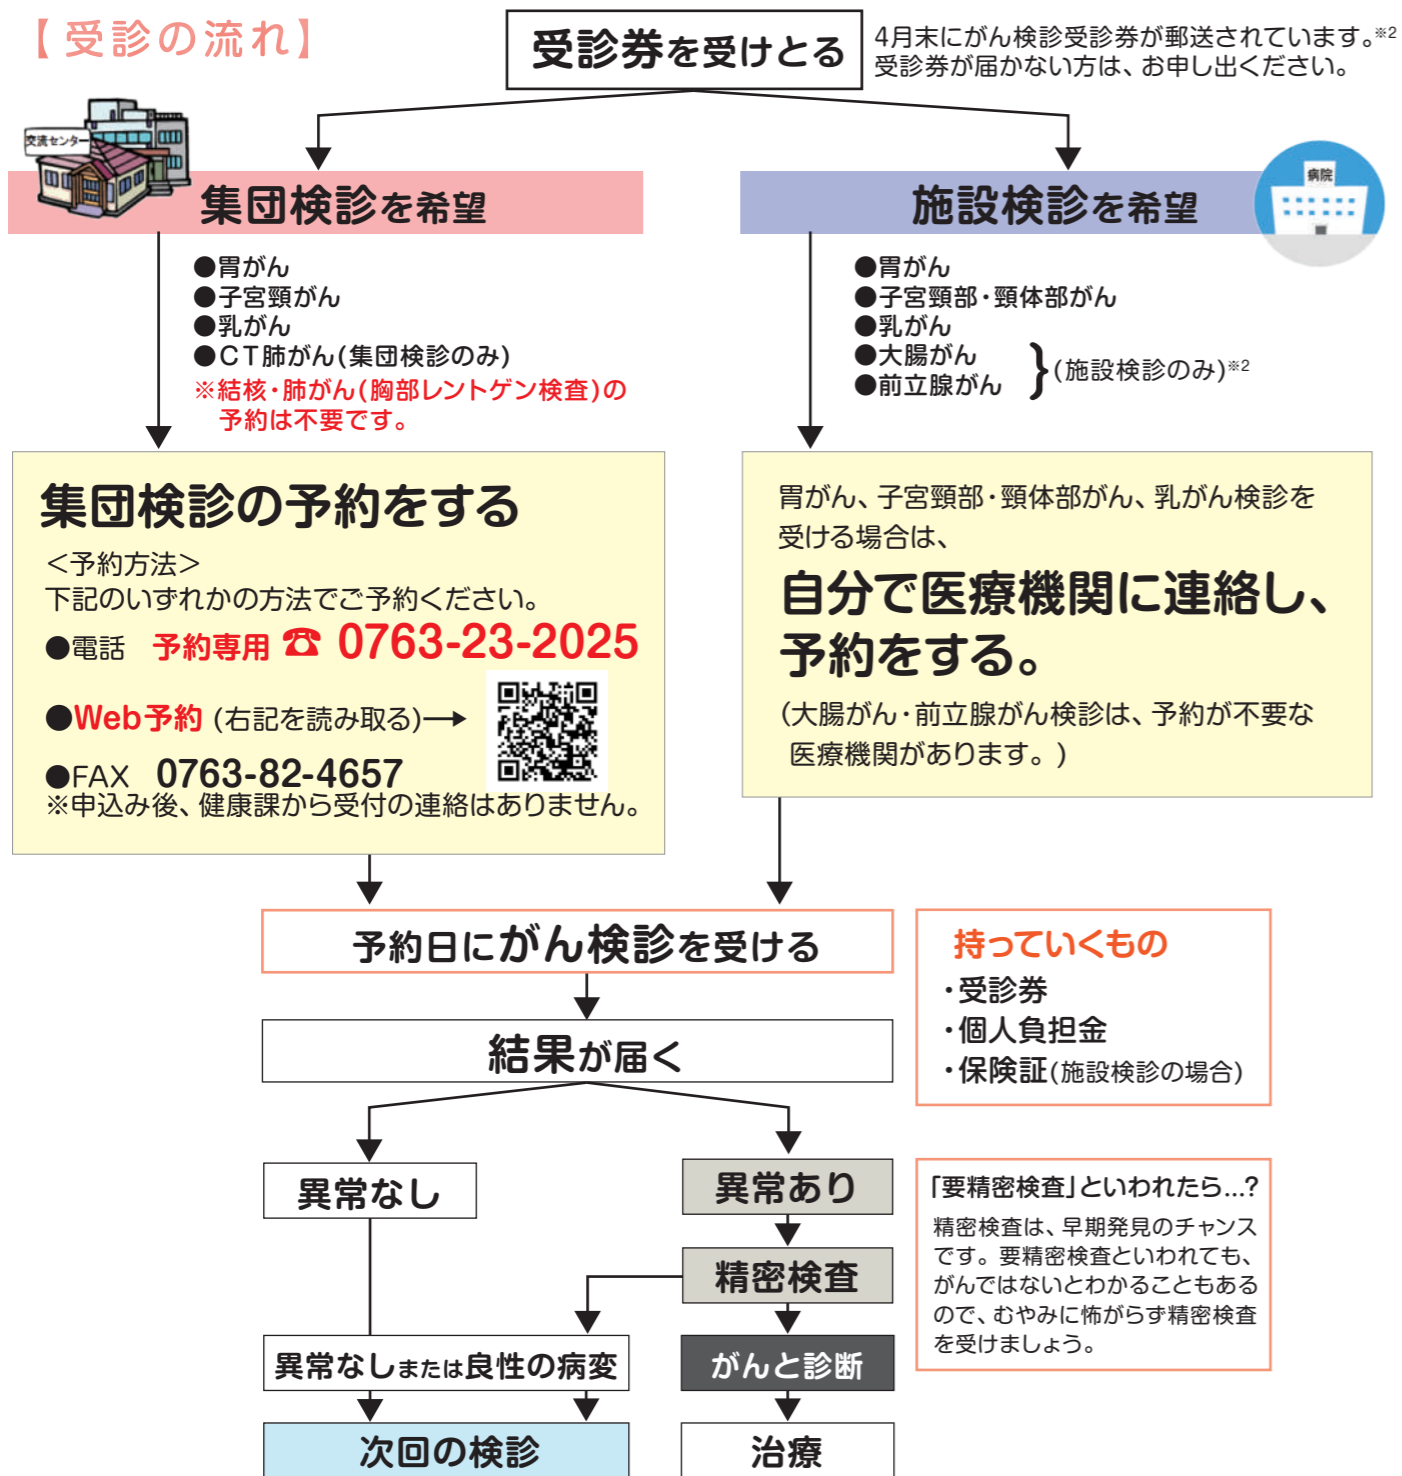 【受診の流れ】
受診券を受けとる
4月末にがん検診受診券が郵送されています。※2
受診券が届かない方は、お申し出ください。
交流センター
集団検診を希望
●胃がん
●子宮頸がん
●乳がん
●CT肺がん(集団検診のみ)
※結核・肺がん(胸部レントゲン検査)の
予約は不要です。
病院
施設検診を希望
●胃がん
●子宮頸部・頸体部がん
●乳がん
●大腸がん
●前立腺がん
(施設検診のみ)※2
集団検診の予約をする
<予約方法>
下記のいずれかの方法でご予約ください。
●電話 予約専用 ☎ 0763-23-2025
●Web予約 (右記を読み取る)→
●FAX 0763-82-4657
※申込み後、健康課から受付の連絡はありません。
胃がん、子宮頸部・頸体部がん、乳がん検診を
受ける場合は、
自分で医療機関に連絡し、
予約をする。
(大腸がん・前立腺がん検診は、予約が不要な
医療機関があります。)
予約日にがん検診を受ける
持っていくもの
・受診券
・個人負担金
・保険証(施設検診の場合)
結果が届く
異常なし
異常あり
精密検査
異常なしまたは良性の病変
がんと診断
次回の検診
治療
「要精密検査」といわれたら...?
精密検査は、早期発見のチャンス
です。要精密検査といわれても、
がんではないとわかることもある
ので、むやみに怖がらず精密検査
を受けましょう。